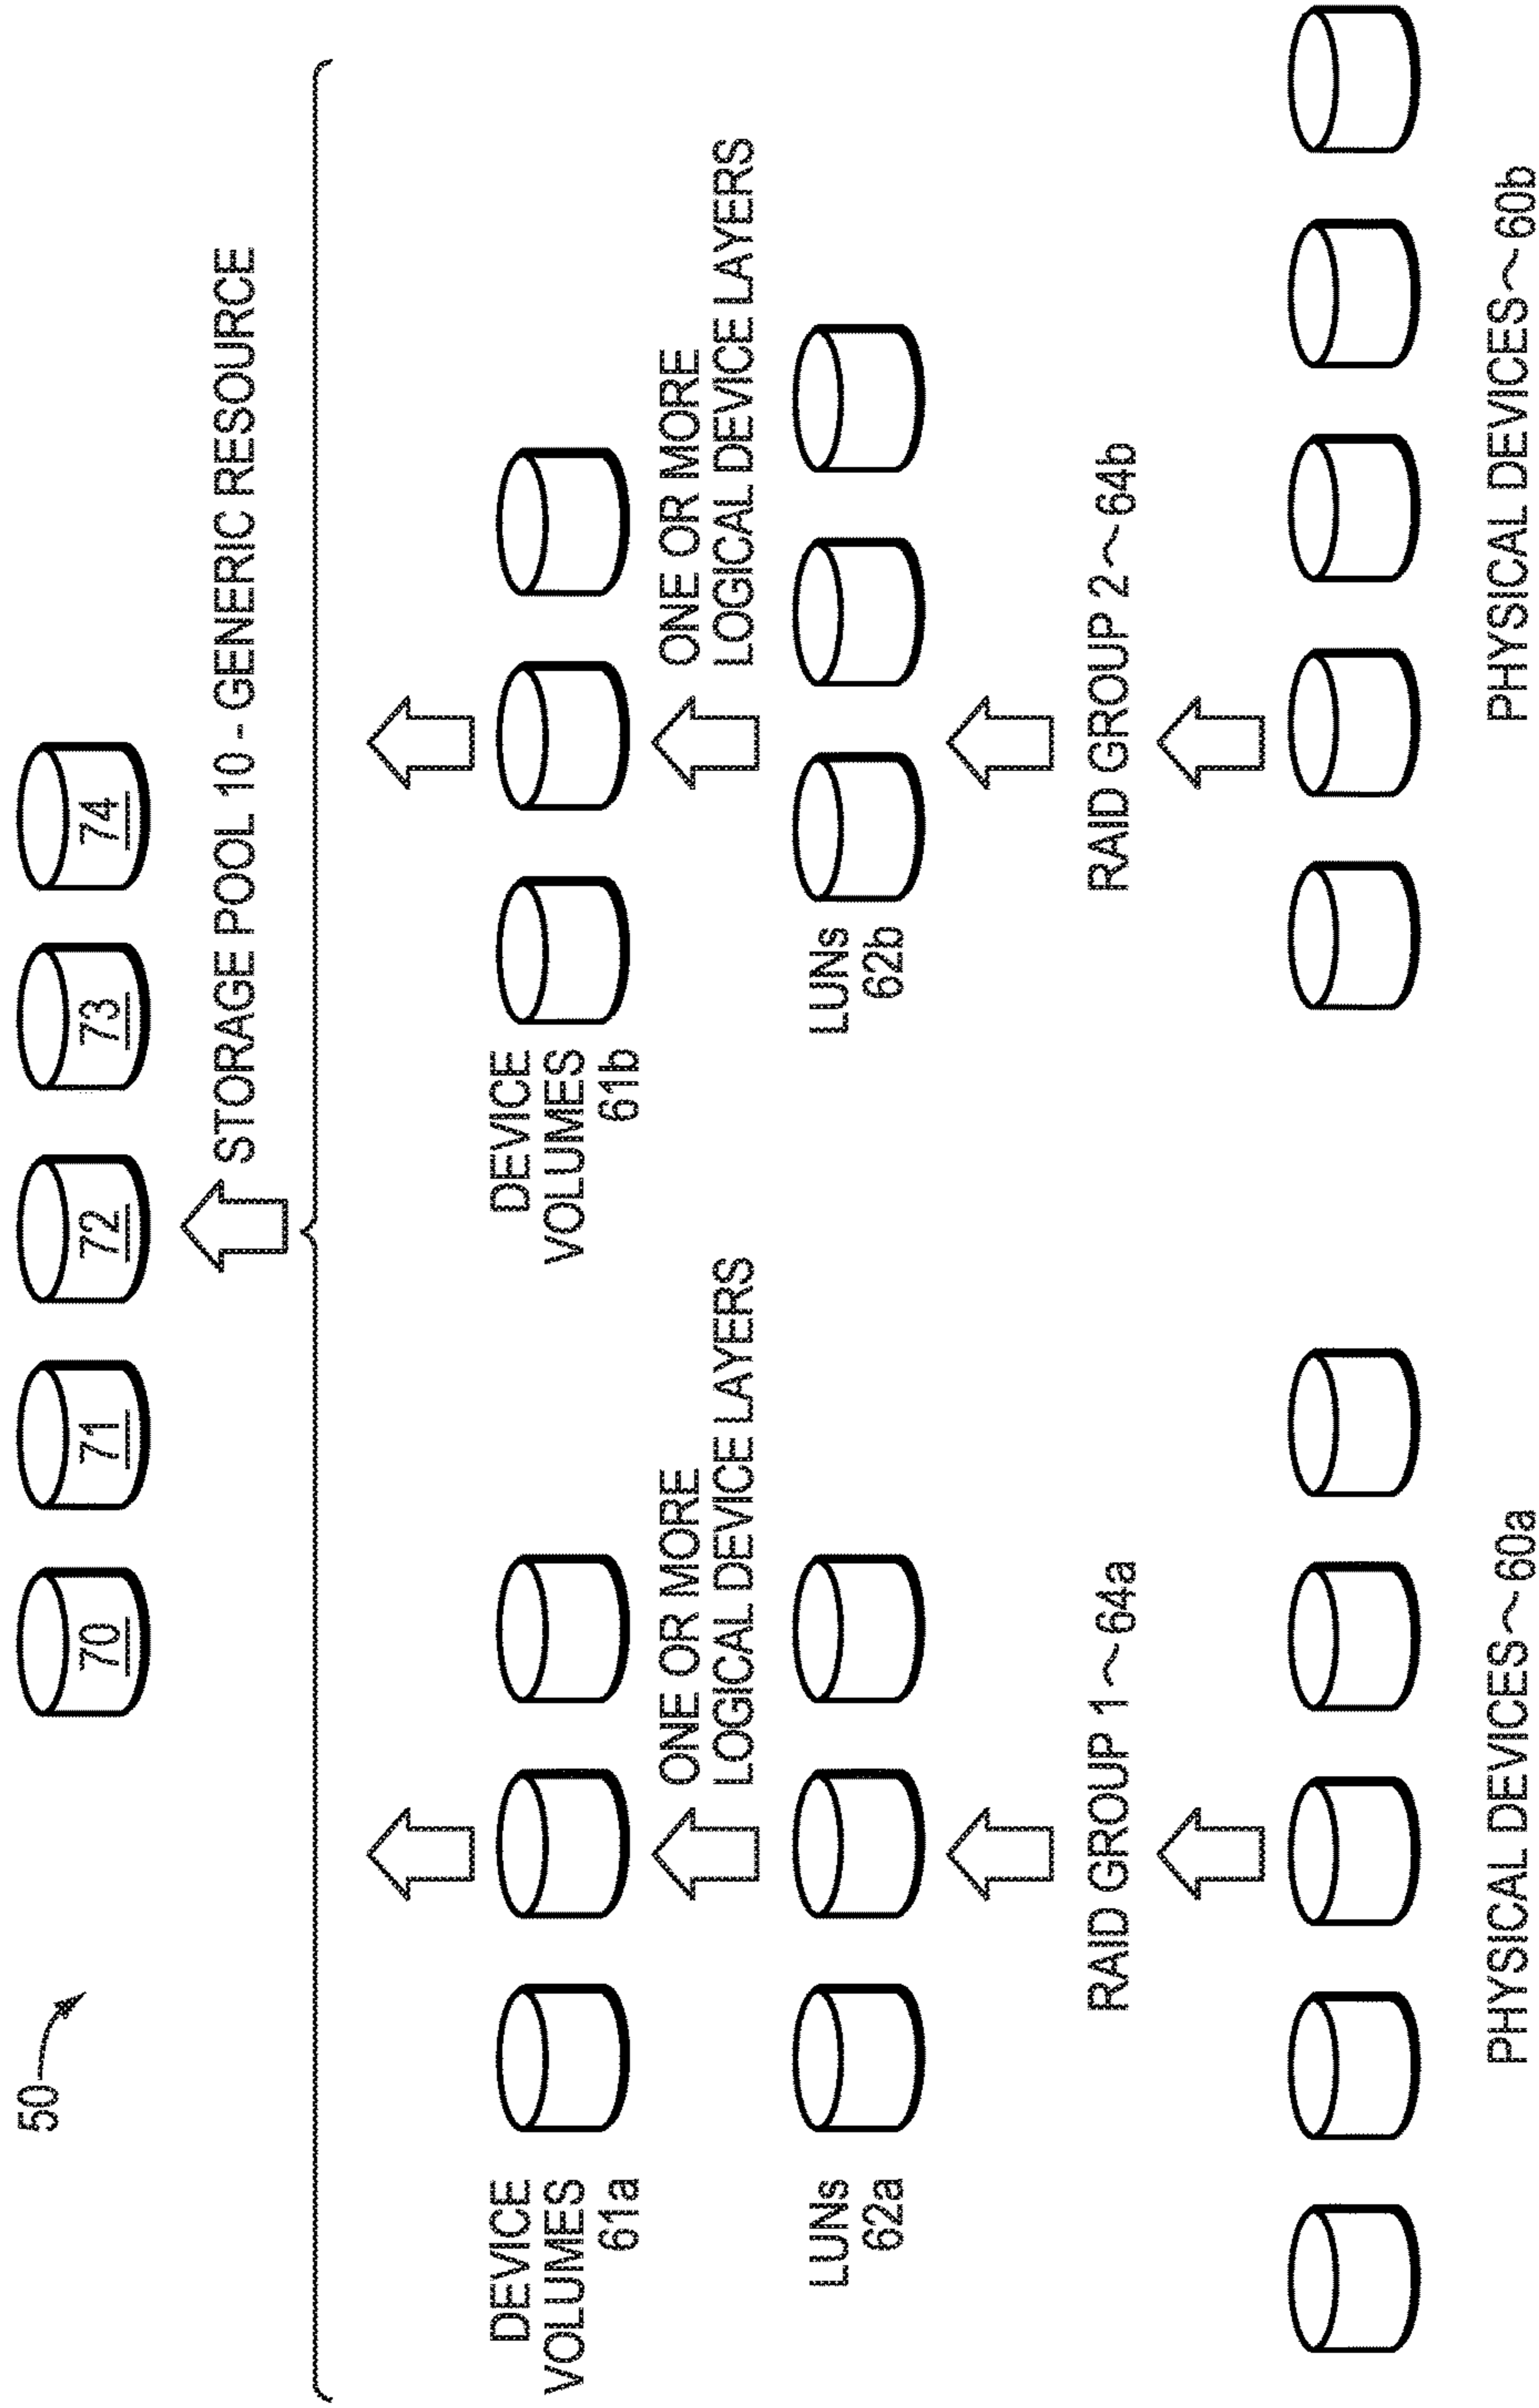 50
70
71
72
73
74
STORAGE POOL 10 - GENERIC RESOURCE
DEVICE
VOLUMES
61a
DEVICE
VOLUMES
61b
ONE OR MORE
LOGICAL DEVICE LAYERS
ONE OR MORE
LOGICAL DEVICE LAYERS
LUNs
62a
LUNs
62b
RAID GROUP 1~64a
RAID GROUP 2~64b
PHYSICAL DEVICES~60a
PHYSICAL DEVICES~60b